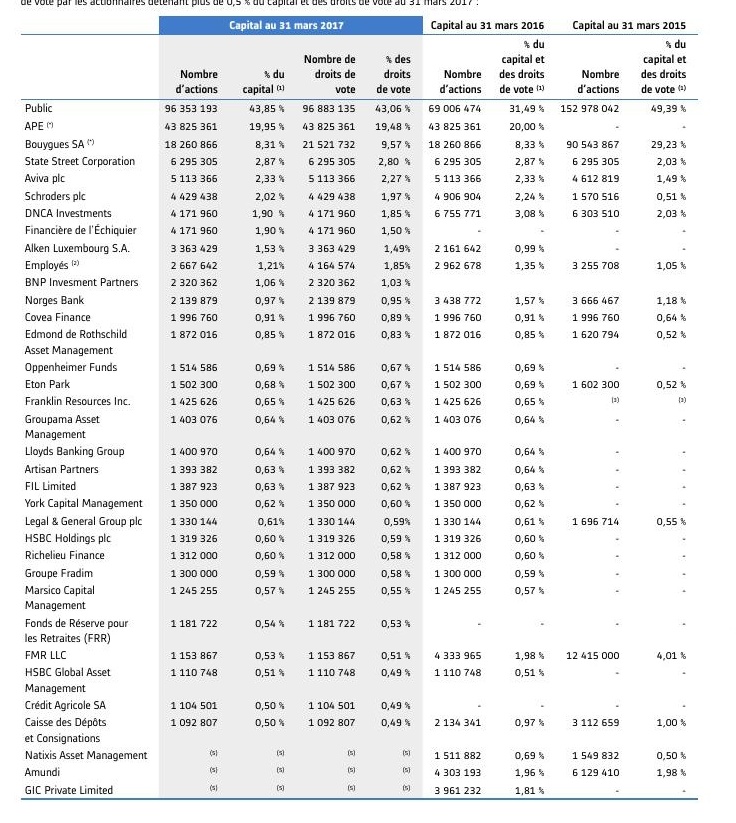 de vote par les actionnaires détenant plus de 0,5 % du capital et des droits de vote au 31 mars 2017 :
Capital au 31 mars 2017 Capital au 31 mars 2016 Capital au 31 mars 2015
Nombre d'actions % du capital (1) Nombre de droits de vote % des droits de vote Nombre d'actions % du capital et des droits de vote (1) Nombre d'actions % du capital et des droits de vote (1)
Public 96 353 193 43,85 % 96 883 135 43,06 % 69 006 474 31,49 % 152 978 042 49,39 %
APE (*) 43 825 361 19,95 % 43 825 361 19,48 % 43 825 361 20,00 % - -
Bouygues SA (*) 18 260 866 8,31 % 21 521 732 9,57 % 18 260 866 8,33 % 90 543 867 29,23 %
State Street Corporation 6 295 305 2,87 % 6 295 305 2,80 % 6 295 305 2,87 % 6 295 305 2,03 %
Aviva plc 5 113 366 2,33 % 5 113 366 2,27 % 5 113 366 2,33 % 4 612 819 1,49 %
Schroders plc 4 429 438 2,02 % 4 429 438 1,97 % 4 906 904 2,24 % 1 570 516 0,51 %
DNCA Investments 4 171 960 1,90 % 4 171 960 1,85 % 6 755 771 3,08 % 6 303 510 2,03 %
Financière de l'Échiquier 4 171 960 1,90 % 4 171 960 1,50 % - - - -
Alken Luxembourg S.A. 3 363 429 1,53 % 3 363 429 1,49% 2 161 642 0,99 % - -
Employés (2) 2 667 642 1,21% 4 164 574 1,85% 2 962 678 1,35 % 3 255 708 1,05 %
BNP Invesment Partners 2 320 362 1,06 % 2 320 362 1,03 %
Norges Bank 2 139 879 0,97 % 2 139 879 0,95 % 3 438 772 1,57 % 3 666 467 1,18 %
Covea Finance 1 996 760 0,91 % 1 996 760 0,89 % 1 996 760 0,91 % 1 996 760 0,64 %
Edmond de Rothschild 1 872 016 0,85 % 1 872 016 0,83 % 1 872 016 0,85 % 1 620 794 0,52 %
Asset Management
Oppenheimer Funds 1 514 586 0,69 % 1 514 586 0,67 % 1 514 586 0,69 % - -
Eton Park 1 502 300 0,68 % 1 502 300 0,67 % 1 502 300 0,69 % 1 602 300 0,52 %
Franklin Resources Inc. 1 425 626 0,65 % 1 425 626 0,63 % 1 425 626 0,65 % (3) (3)
Groupama Asset 1 403 076 0,64 % 1 403 076 0,62 % 1 403 076 0,64 % - -
Management
Lloyds Banking Group 1 400 970 0,64 % 1 400 970 0,62 % 1 400 970 0,64 % - -
Artisan Partners 1 393 382 0,63 % 1 393 382 0,62 % 1 393 382 0,64 % - -
FIL Limited 1 387 923 0,63 % 1 387 923 0,62 % 1 387 923 0,63 % - -
York Capital Management 1 350 000 0,62 % 1 350 000 0,60 % 1 350 000 0,62 % - -
Legal & General Group plc 1 330 144 0,61% 1 330 144 0,59% 1 330 144 0,61 % 1 696 714 0,55 %
HSBC Holdings plc 1 319 326 0,60 % 1 319 326 0,59 % 1 319 326 0,60 % - -
Richelieu Finance 1 312 000 0,60 % 1 312 000 0,58 % 1 312 000 0,60 % - -
Groupe Fradim 1 300 000 0,59 % 1 300 000 0,58 % 1 300 000 0,59 % - -
Marsico Capital 1 245 255 0,57 % 1 245 255 0,55 % 1 245 255 0,57 % - -
Management
Fonds de Réserve pour 1 181 722 0,54 % 1 181 722 0,53 % - - - -
les Retraites (FRR)
FMR LLC 1 153 867 0,53 % 1 153 867 0,51 % 4 333 965 1,98 % 12 415 000 4,01 %
HSBC Global Asset 1 110 748 0,51 % 1 110 748 0,49 % 1 110 748 0,51 % - -
Management
Crédit Agricole SA 1 104 501 0,50 % 1 104 501 0,49 % - - - -
Caisse des Dépôts 1 092 807 0,50 % 1 092 807 0,49 % 2 134 341 0,97 % 3 112 659 1,00 %
et Consignations
Natixis Asset Management (5) (5) (5) (5) 1 511 882 0,69 % 1 549 832 0,50 %
Amundi (5) (5) (5) (5) 4 303 193 1,96 % 6 129 410 1,98 %
GIC Private Limited (5) (5) (5) (5) 3 961 232 1,81 % - -